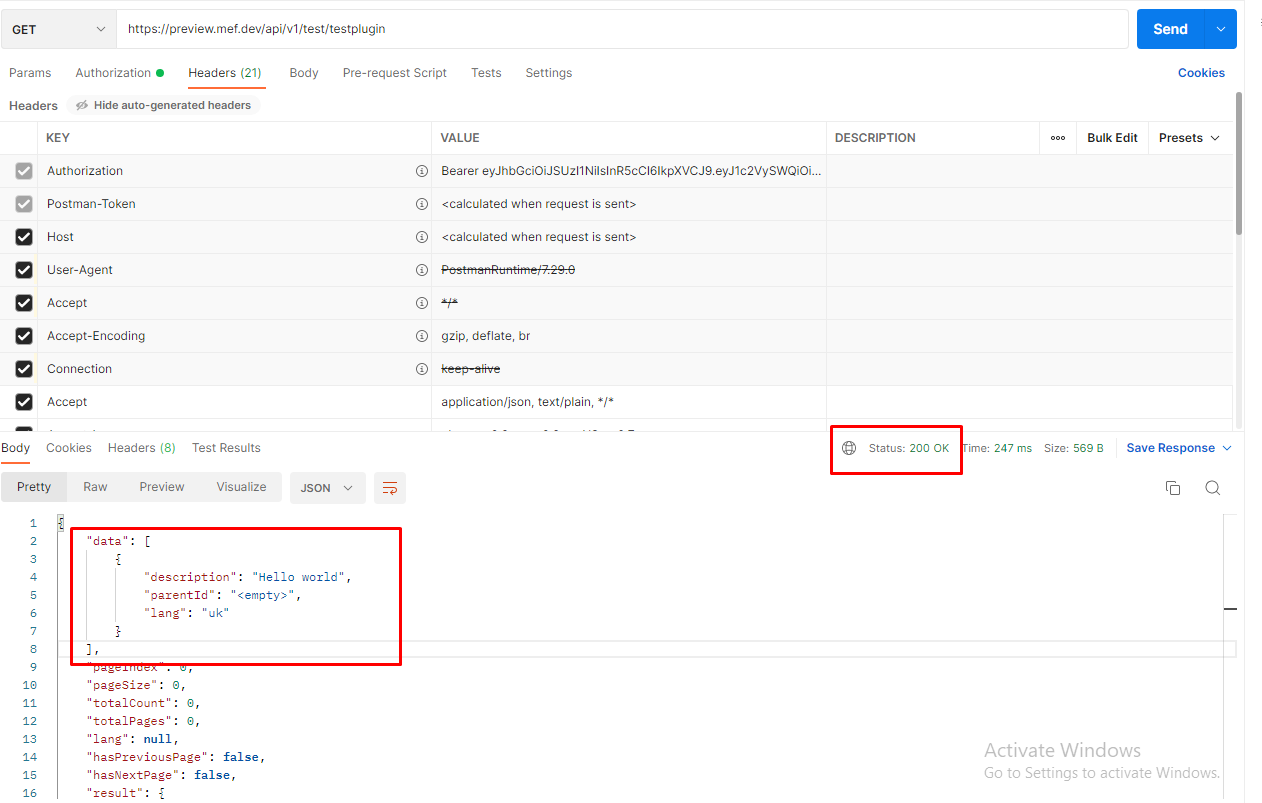 GET https://preview.mef.dev/api/v1/test/testplugin Send
Params Authorization Headers (21) Body Pre-request Script Tests Settings Cookies
Headers Hide auto-generated headers
KEY VALUE DESCRIPTION Bulk Edit Presets
Authorization Bearer eyJhbGciOiJSUzI1NiIsInR5cCI6IkpXVCJ9.eyJ1c2VySWQiOi...
Postman-Token <calculated when request is sent>
Host <calculated when request is sent>
User-Agent PostmanRuntime/7.29.0
Accept */*
Accept-Encoding gzip, deflate, br
Connection keep-alive
Accept application/json, text/plain, */*
Body Cookies Headers (8) Test Results Status: 200 OK Time: 247 ms Size: 569 B Save Response
Pretty Raw Preview Visualize JSON
1 {
2 "data": [
3 {
4 "description": "Hello world",
5 "parentId": "<empty>",
6 "lang": "uk"
7 }
8 ],
9 "pageIndex": 0,
10 "pageSize": 0,
11 "totalCount": 0,
12 "totalPages": 0,
13 "lang": null,
14 "hasPreviousPage": false,
15 "hasNextPage": false,
16 "result": {
Activate Windows
Go to Settings to activate Windows.